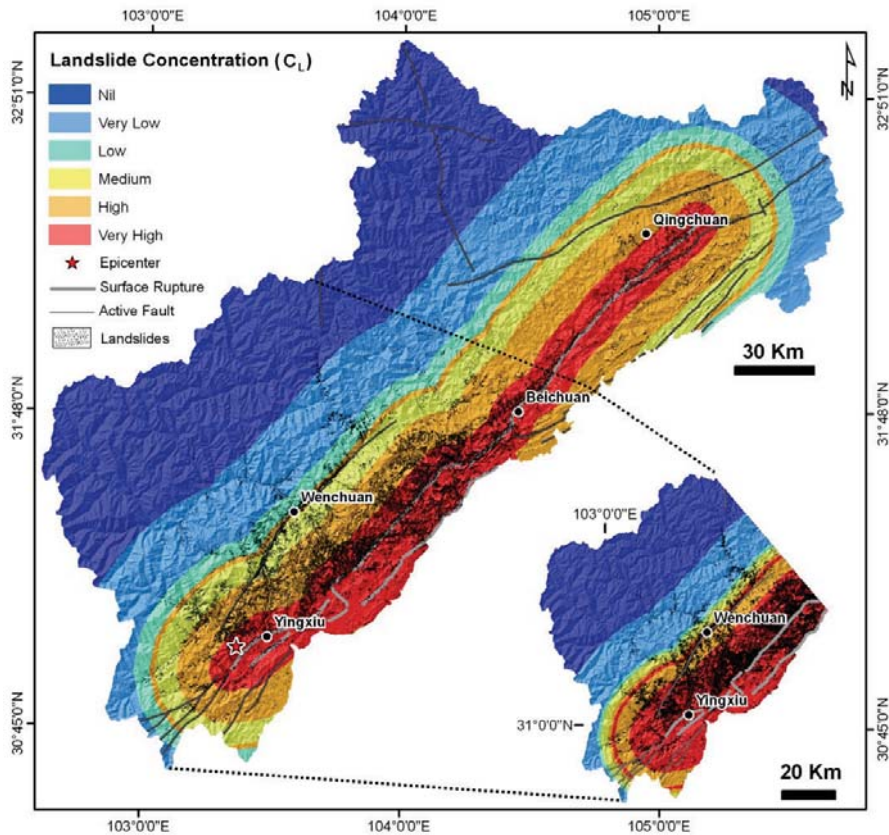 103°0'0"E
104°0'0"E
105°0'0"E
Landslide Concentration (CL)
Nil
Very Low
Low
Medium
High
Very High
Epicenter
Surface Rupture
Active Fault
Landslides
N
32°51'0"N
32°51'0"N
Qingchuan
30 Km
31°48'0"N
31°48'0"N
Beichuan
Wenchuan
Yingxiu
103°0'0"E
Wenchuan
Yingxiu
31°0'0"N
30°45'0"N
30°45'0"N
20 Km
103°0'0"E
104°0'0"E
105°0'0"E